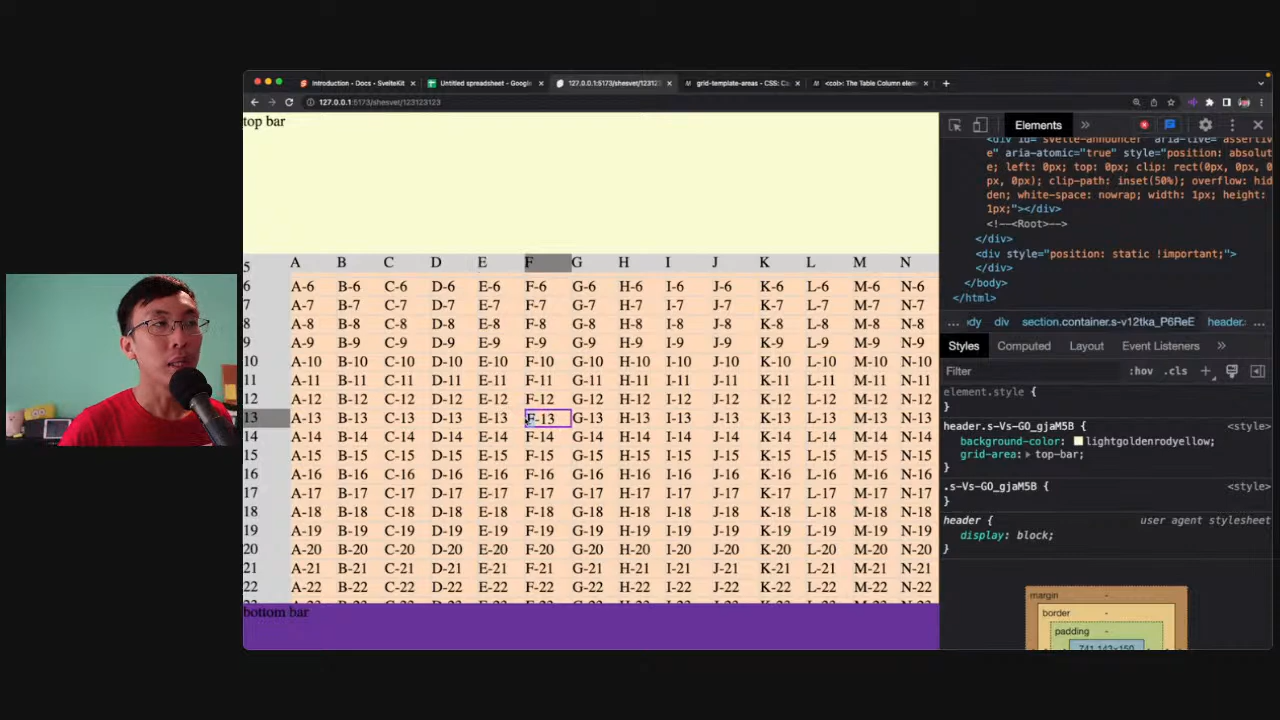 Introduction • Docs • SvelteKit
Untitled spreadsheet - Google
127.0.0.1:5173/shesvet/12312
grid-template-areas - CSS: Ca
<col>: The Table Column elem
127.0.0.1:5173/shesvet/123123123
top bar
5 A B C D E F G H I J K L M N
6 A-6 B-6 C-6 D-6 E-6 F-6 G-6 H-6 I-6 J-6 K-6 L-6 M-6 N-6
7 A-7 B-7 C-7 D-7 E-7 F-7 G-7 H-7 I-7 J-7 K-7 L-7 M-7 N-7
8 A-8 B-8 C-8 D-8 E-8 F-8 G-8 H-8 I-8 J-8 K-8 L-8 M-8 N-8
9 A-9 B-9 C-9 D-9 E-9 F-9 G-9 H-9 I-9 J-9 K-9 L-9 M-9 N-9
10 A-10 B-10 C-10 D-10 E-10 F-10 G-10 H-10 I-10 J-10 K-10 L-10 M-10 N-10
11 A-11 B-11 C-11 D-11 E-11 F-11 G-11 H-11 I-11 J-11 K-11 L-11 M-11 N-11
12 A-12 B-12 C-12 D-12 E-12 F-12 G-12 H-12 I-12 J-12 K-12 L-12 M-12 N-12
13 A-13 B-13 C-13 D-13 E-13 F-13 G-13 H-13 I-13 J-13 K-13 L-13 M-13 N-13
14 A-14 B-14 C-14 D-14 E-14 F-14 G-14 H-14 I-14 J-14 K-14 L-14 M-14 N-14
15 A-15 B-15 C-15 D-15 E-15 F-15 G-15 H-15 I-15 J-15 K-15 L-15 M-15 N-15
16 A-16 B-16 C-16 D-16 E-16 F-16 G-16 H-16 I-16 J-16 K-16 L-16 M-16 N-16
17 A-17 B-17 C-17 D-17 E-17 F-17 G-17 H-17 I-17 J-17 K-17 L-17 M-17 N-17
18 A-18 B-18 C-18 D-18 E-18 F-18 G-18 H-18 I-18 J-18 K-18 L-18 M-18 N-18
19 A-19 B-19 C-19 D-19 E-19 F-19 G-19 H-19 I-19 J-19 K-19 L-19 M-19 N-19
20 A-20 B-20 C-20 D-20 E-20 F-20 G-20 H-20 I-20 J-20 K-20 L-20 M-20 N-20
21 A-21 B-21 C-21 D-21 E-21 F-21 G-21 H-21 I-21 J-21 K-21 L-21 M-21 N-21
22 A-22 B-22 C-22 D-22 E-22 F-22 G-22 H-22 I-22 J-22 K-22 L-22 M-22 N-22
bottom bar
Elements
<div id="svelte-announcer" aria-live="assertiv
e" aria-atomic="true" style="position: absolut
e; left: 0px; top: 0px; clip: rect(0px, 0px, 0
px, 0px); clip-path: inset(50%); overflow: hid
den; white-space: nowrap; width: 1px; height:
1px;"></div>
<!--<Root>-->
</div>
<div style="position: static !important;">
</div>
</body>
</html>
... dy div section.container.s-v12tka_P6ReE header.
Styles Computed Layout Event Listeners
Filter :hov .cls
element.style {
}
header.s-Vs-GO_gjaM5B { <style>
background-color: lightgoldenrodyellow;
grid-area: top-bar;
}
.s-Vs-GO_gjaM5B { <style>
}
header { user agent stylesheet
display: block;
}
margin -
border -
padding -